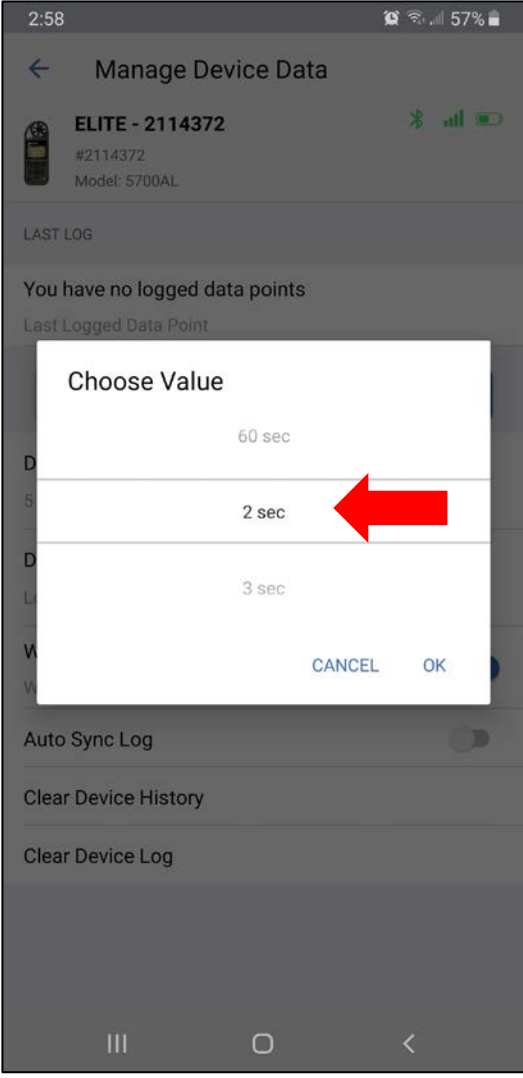 2:58
57%
Manage Device Data
ELITE - 2114372
#2114372
Model: 5700AL
LAST LOG
You have no logged data points
Last Logged Data Point
Choose Value
60 sec
D
5
2 sec
D
L
3 sec
W
W
CANCEL OK
Auto Sync Log
Clear Device History
Clear Device Log